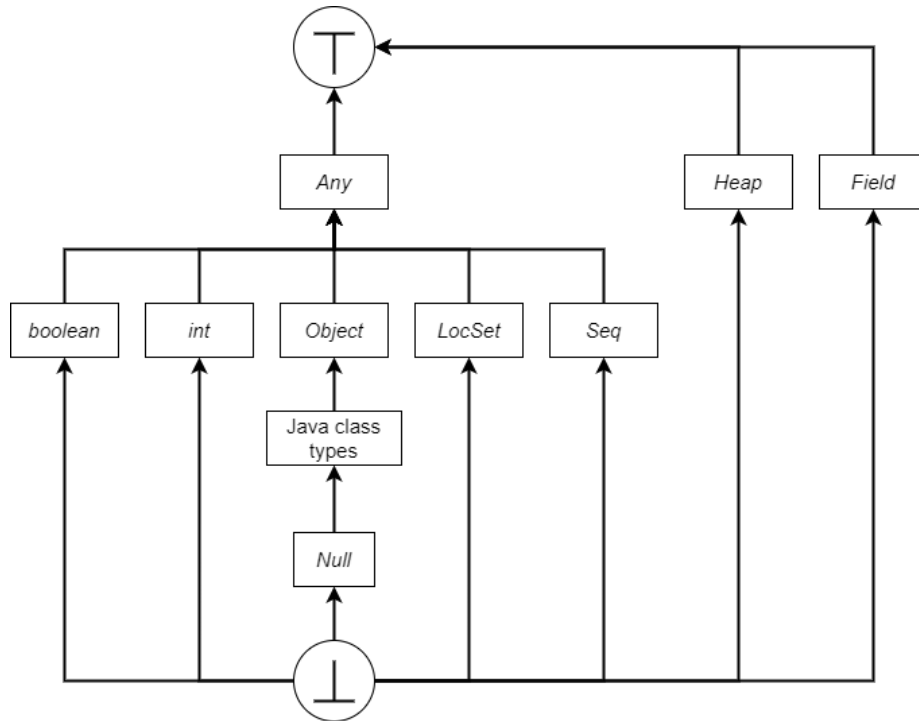 ⊤
Any
Heap
Field
boolean
int
Object
LocSet
Seq
Java class
types
Null
⊥